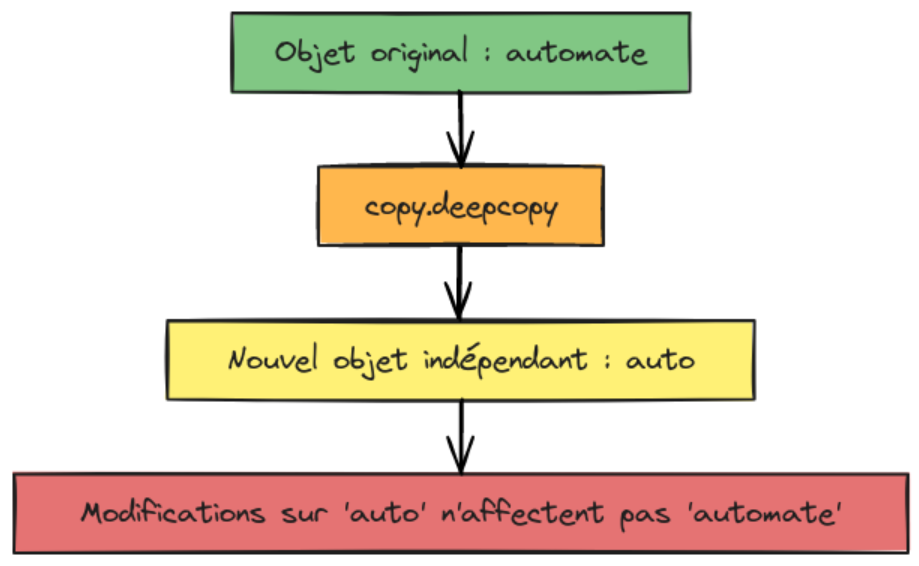 Objet original : automate
copy.deepcopy
Nouvel objet indépendant : auto
Modifications sur 'auto' n'affectent pas 'automate'